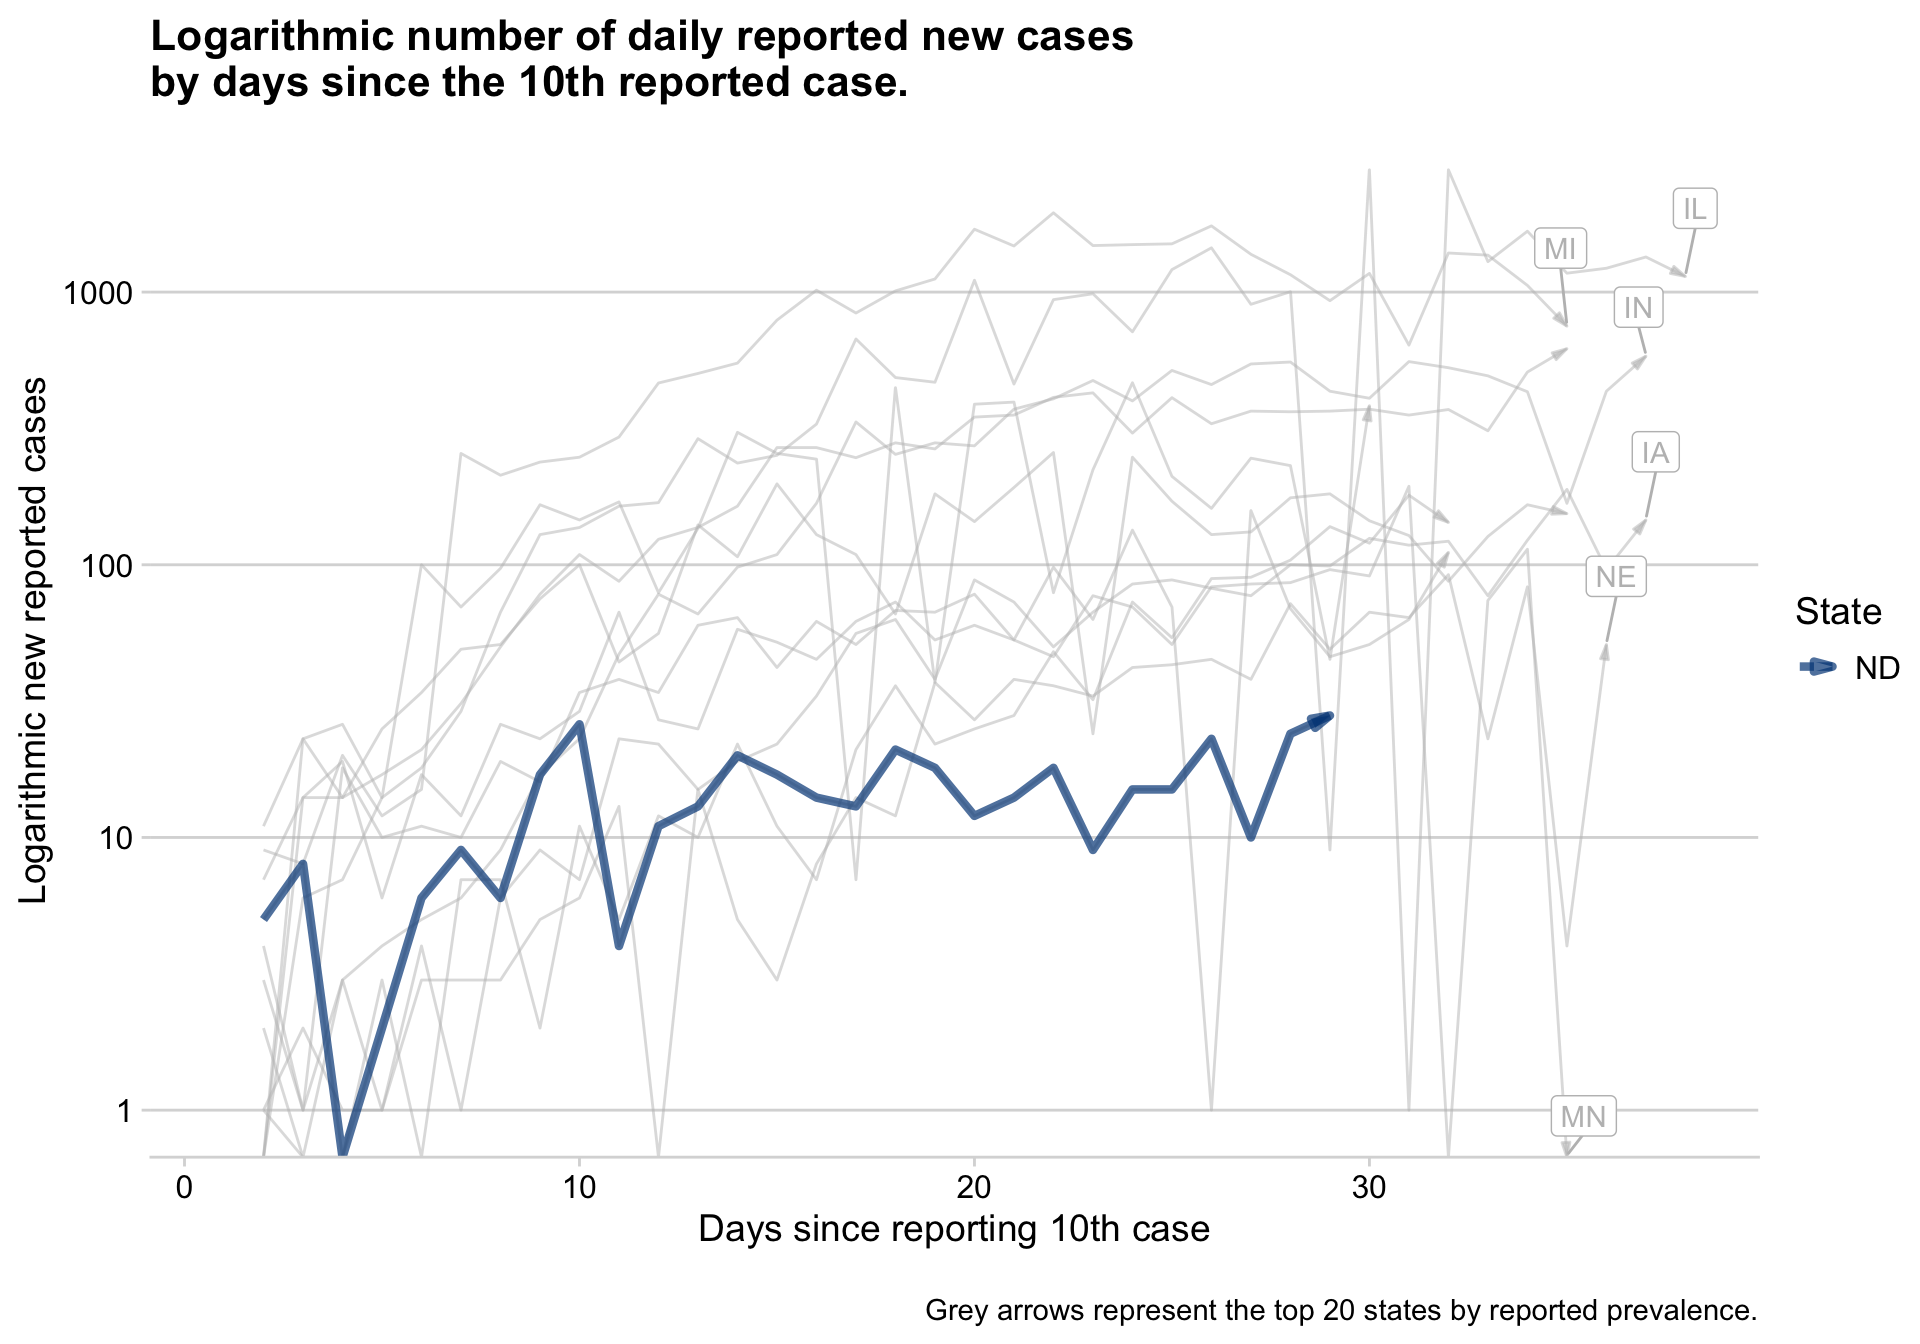 Logarithmic number of daily reported new cases
by days since the 10th reported case.
Logarithmic new reported cases
1000
100
10
1
IL
MI
IN
IA
NE
MN
State
ND
0
10
20
30
Days since reporting 10th case
Grey arrows represent the top 20 states by reported prevalence.